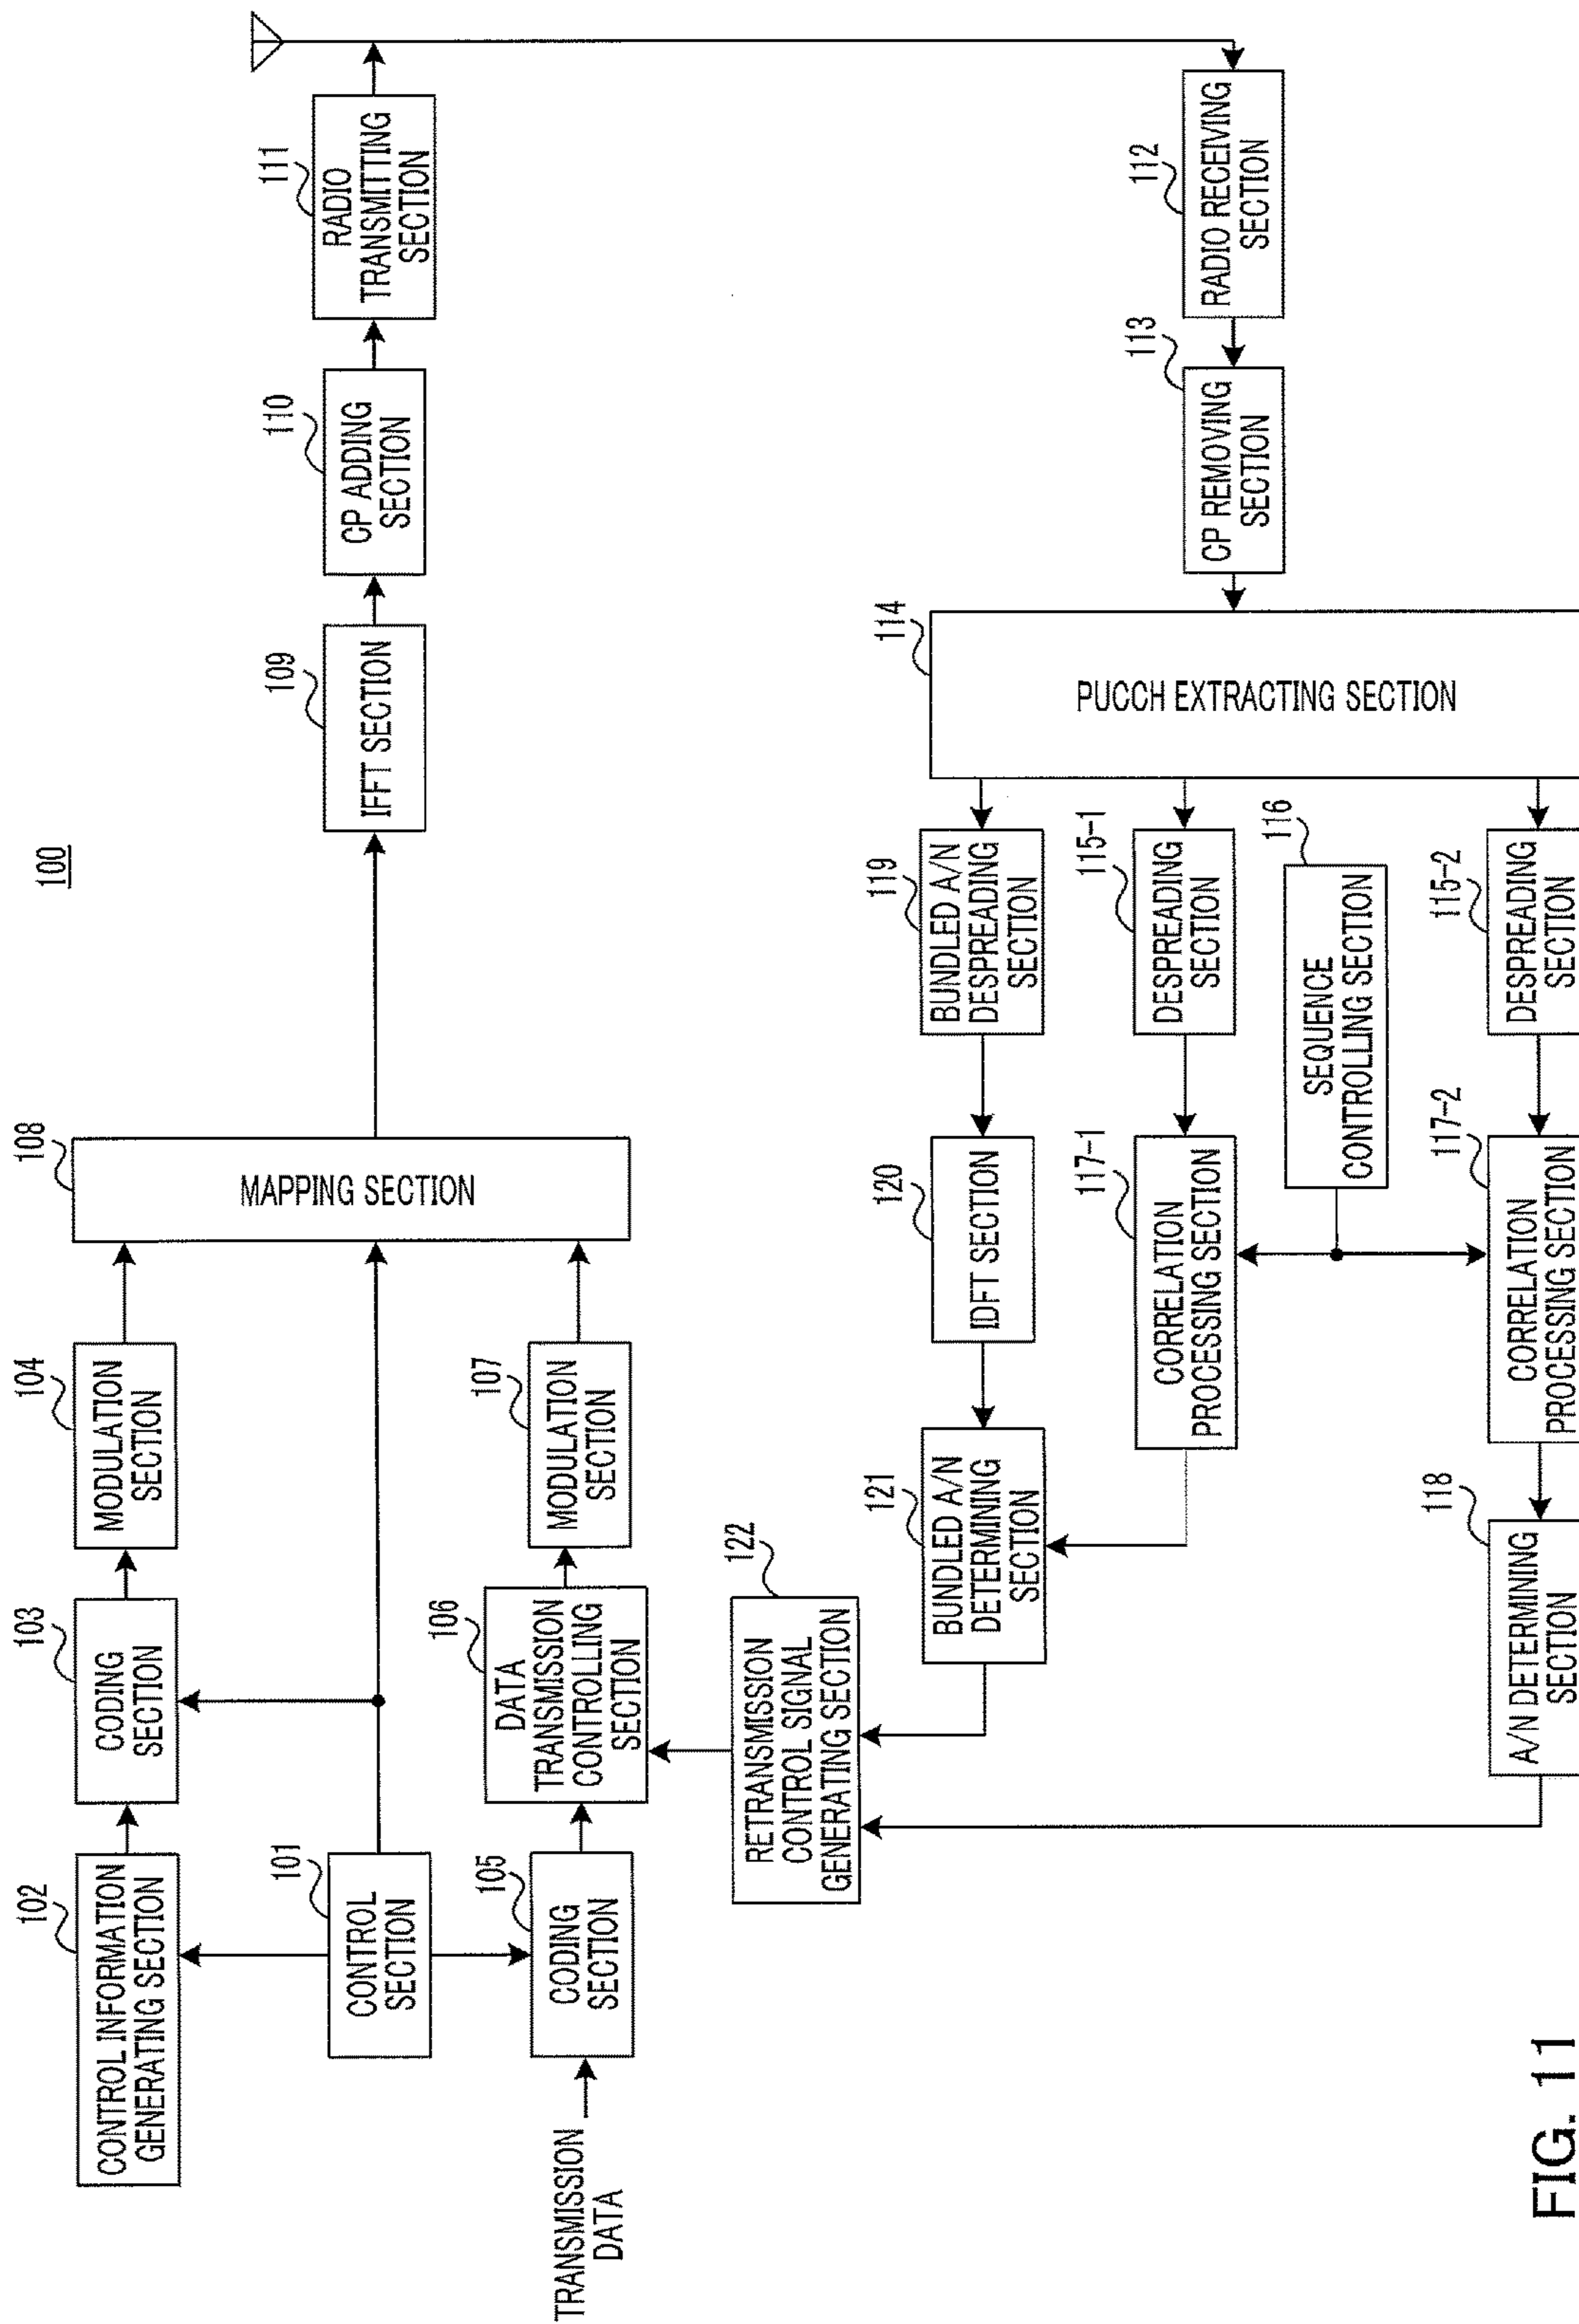 100
102
CONTROL INFORMATION
GENERATING SECTION
103
CODING
SECTION
104
MODULATION
SECTION
108
MAPPING SECTION
109
IFFT SECTION
110
CP ADDING
SECTION
111
RADIO
TRANSMITTING
SECTION
101
CONTROL
SECTION
TRANSMISSION
DATA
105
CODING
SECTION
106
DATA
TRANSMISSION
CONTROLLING
SECTION
107
MODULATION
SECTION
122
RETRANSMISSION
CONTROL SIGNAL
GENERATING SECTION
121
BUNDLED A/N
DETERMINING
SECTION
120
IDFT SECTION
119
BUNDLED A/N
DESPREADING
SECTION
114
PUCCH EXTRACTING SECTION
113
CP REMOVING
SECTION
112
RADIO RECEIVING
SECTION
117-1
CORRELATION
PROCESSING SECTION
115-1
DESPREADING
SECTION
116
SEQUENCE
CONTROLLING SECTION
118
A/N DETERMINING
SECTION
117-2
CORRELATION
PROCESSING SECTION
115-2
DESPREADING
SECTION
FIG. 11